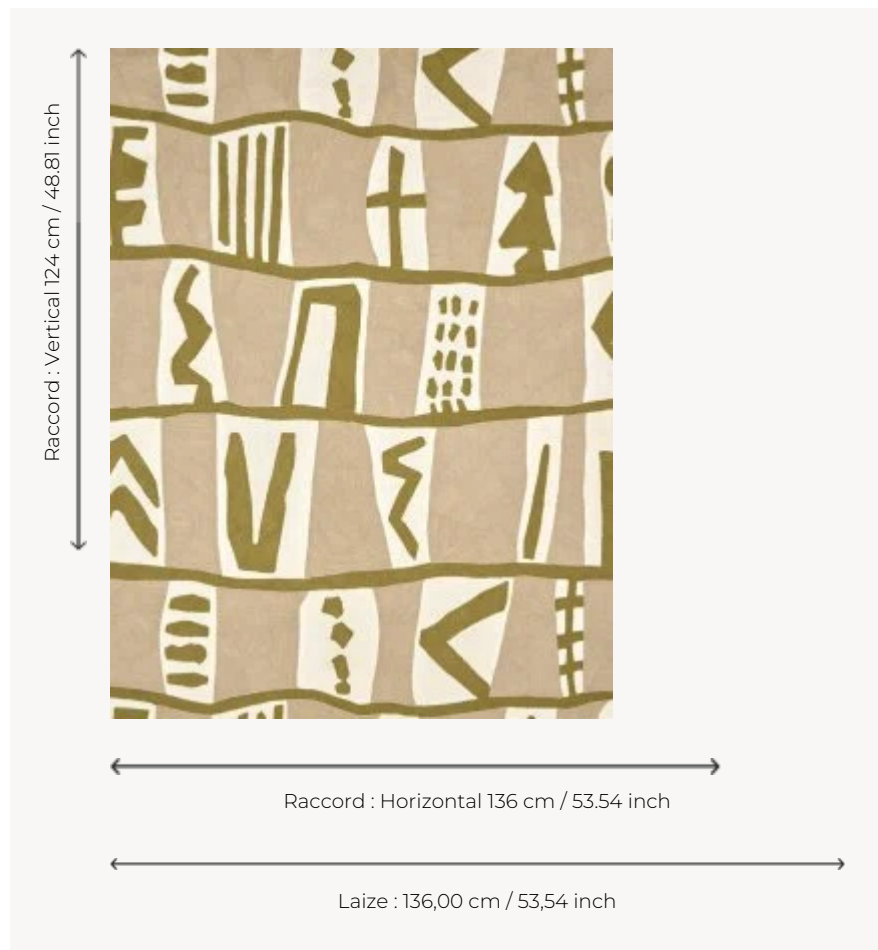 Raccord : Vertical 124 cm / 48.81 inch
Raccord : Horizontal 136 cm / 53.54 inch
Laize : 136,00 cm / 53,54 inch